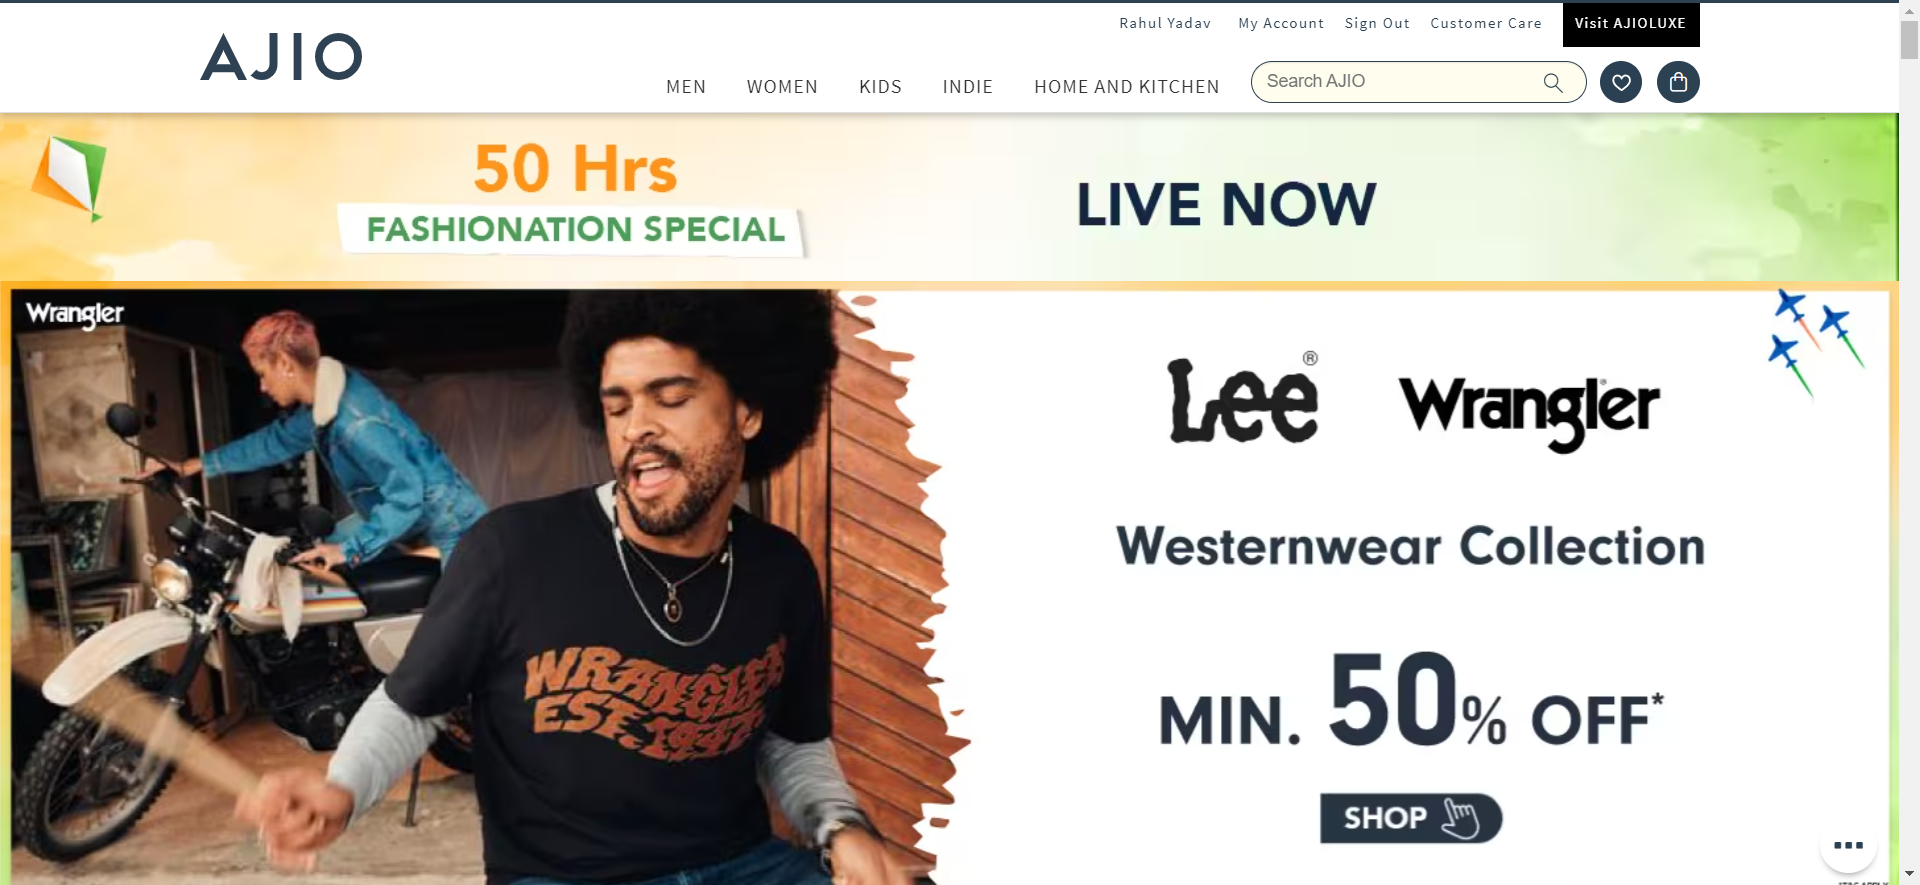 Rahul Yadav My Account Sign Out Customer Care Visit AJIOLUXE
AJIO
MEN WOMEN KIDS INDIE HOME AND KITCHEN Search AJIO
50 Hrs
FASHIONATION SPECIAL
LIVE NOW
Wrangler
Lee® Wrangler
Westernwear Collection
WRANGLER
EST. 1947
MIN. 50% OFF*
SHOP